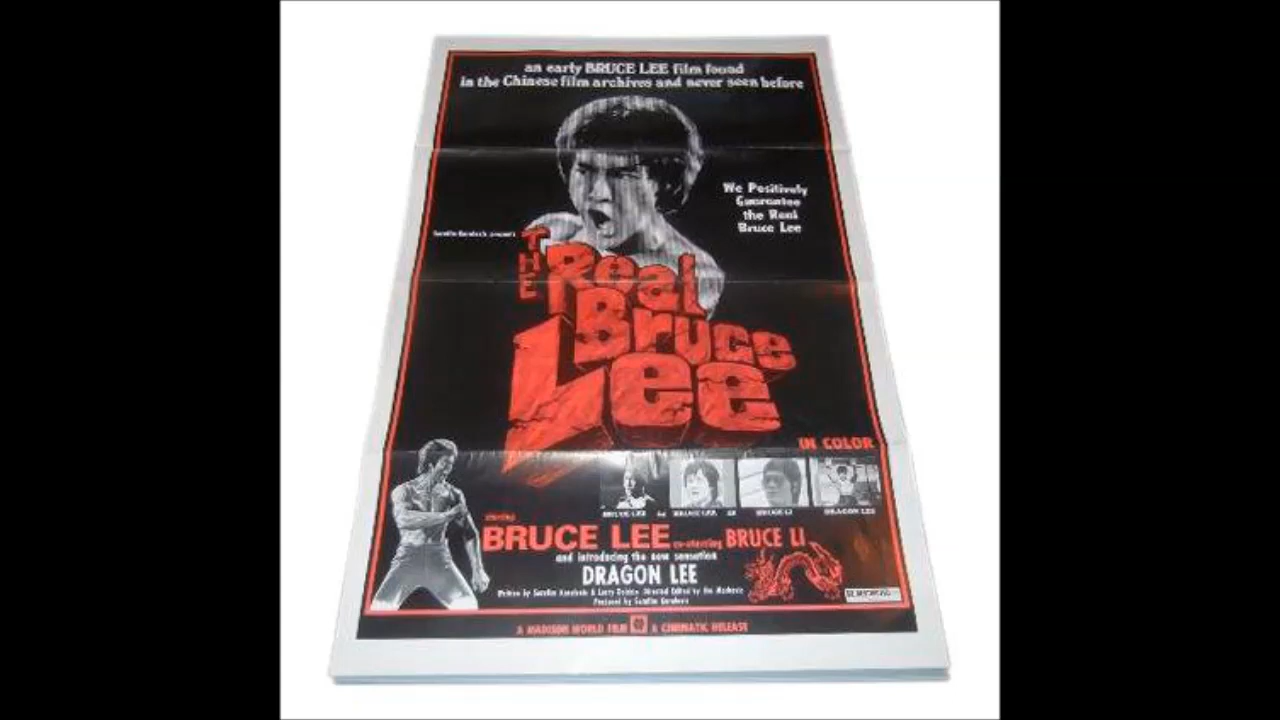 an early BRUCE LEE film found
in the Chinese film archives and never seen before
We Positively
Guarantee
the Real
Bruce Lee
THE
Real
Bruce
Lee
IN COLOR
BRUCE LEE
BRUCE LI
DRAGON LEE
starring
BRUCE LEE co-starring BRUCE LI
and introducing the new sensation
DRAGON LEE
Produced by
A MADISON WORLD FILM
A CINEMATIC RELEASE